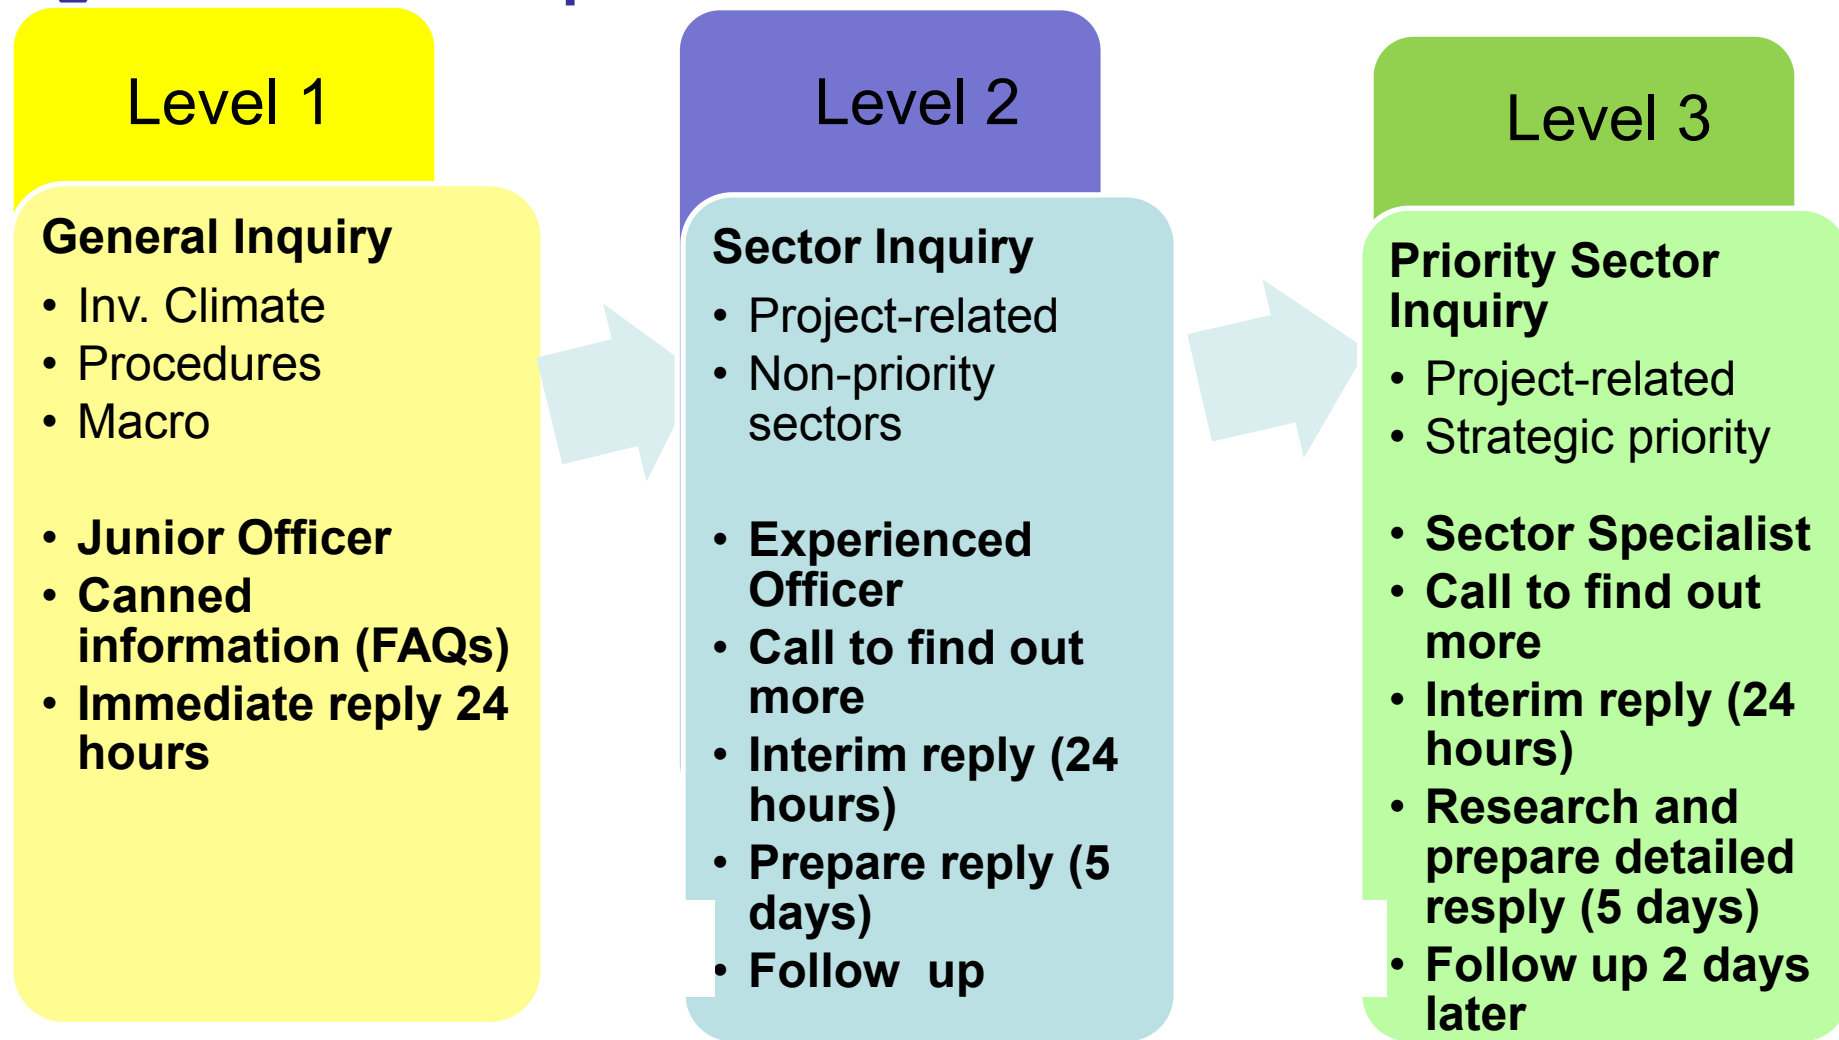 Level 1
General Inquiry
• Inv. Climate
• Procedures
• Macro
• Junior Officer
• Canned
information (FAQs)
• Immediate reply 24
hours
Level 2
Sector Inquiry
• Project-related
• Non-priority
sectors
• Experienced
Officer
• Call to find out
more
• Interim reply (24
hours)
• Prepare reply (5
days)
• Follow  up
Level 3
Priority Sector
Inquiry
• Project-related
• Strategic priority
• Sector Specialist
• Call to find out
more
• Interim reply (24
hours)
• Research and
prepare detailed
resply (5 days)
• Follow up 2 days
later